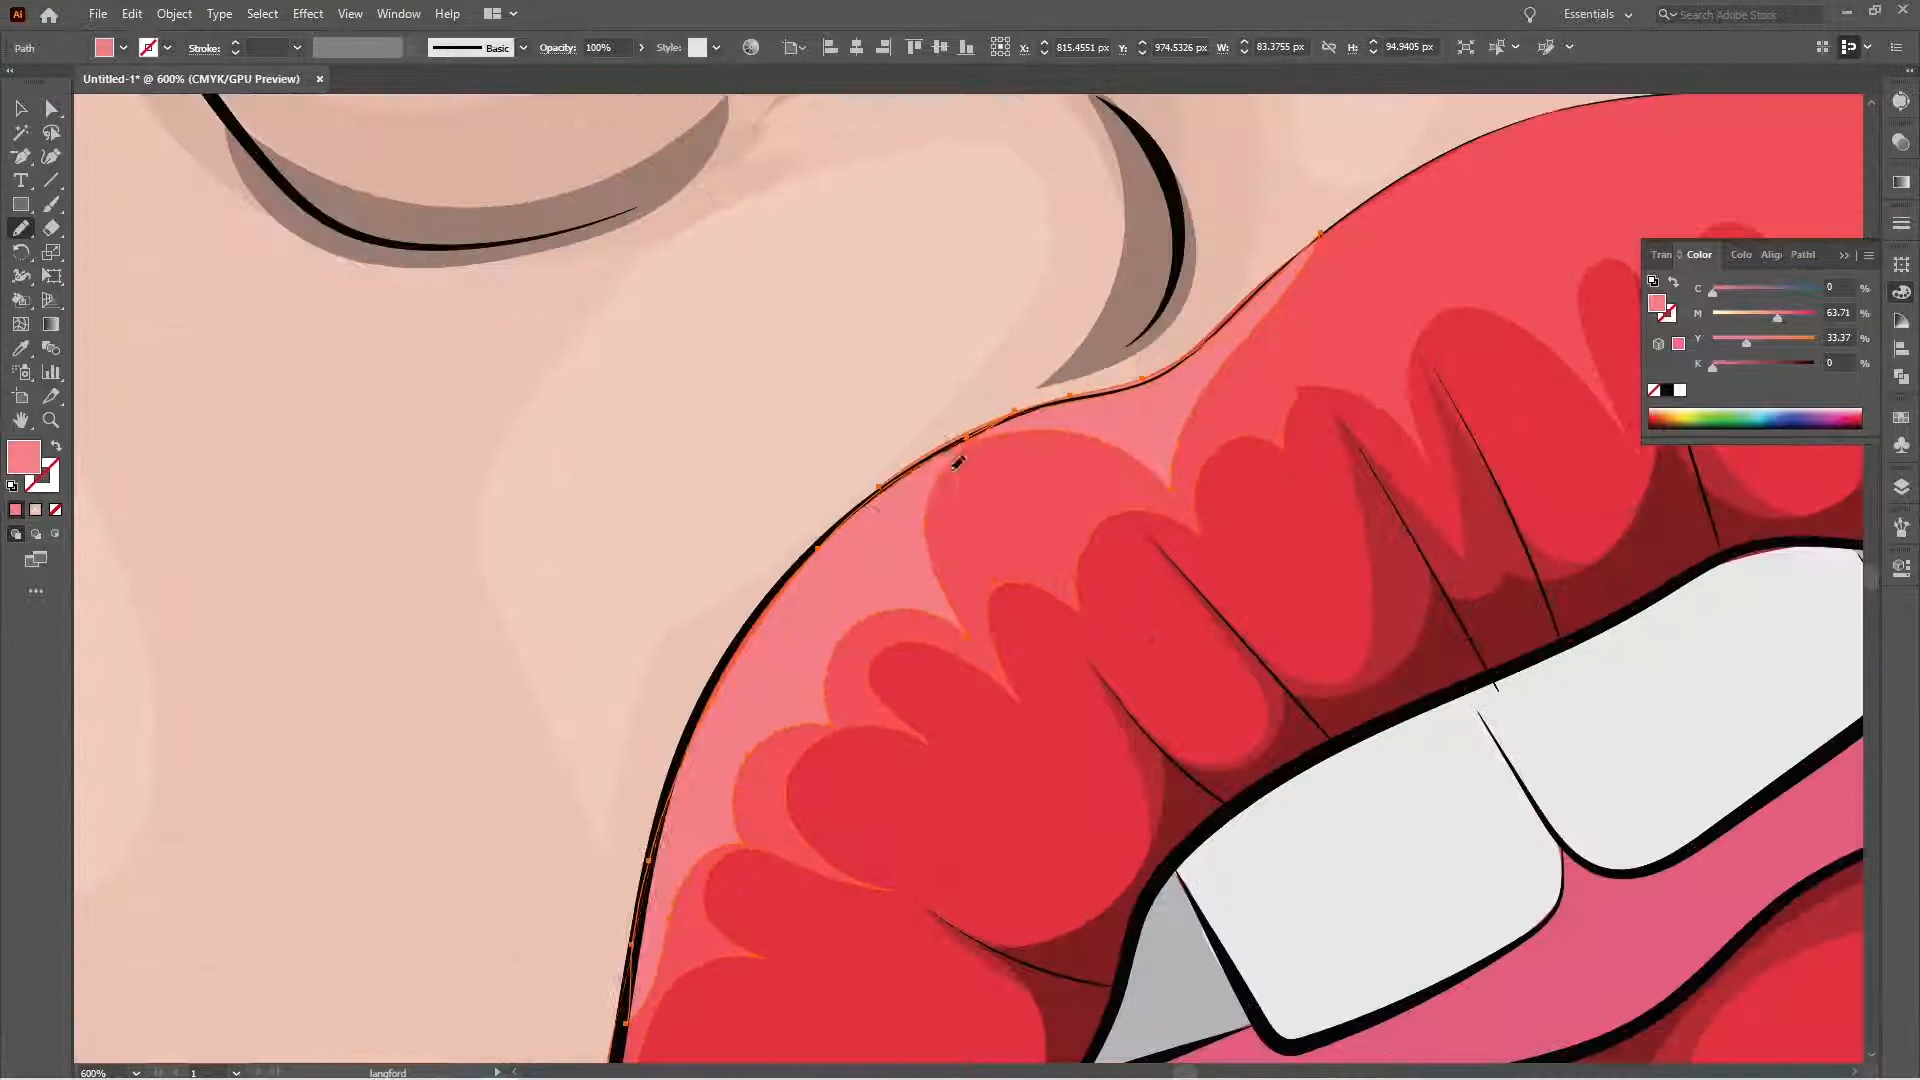 Ai File Edit Object Type Select Effect View Window Help Essentials Search Adobe Stock
Path Stroke: Basic Opacity: 100% Style: X: 815.4551 px Y: 974.5326 px W: 83.3755 px H: 94.9405 px
Untitled-1* @ 600% (CMYK/GPU Preview)
Tran Color Colo Alig Pathf
C 0 %
M 63.71 %
Y 33.37 %
K 0 %
600% 1 langford